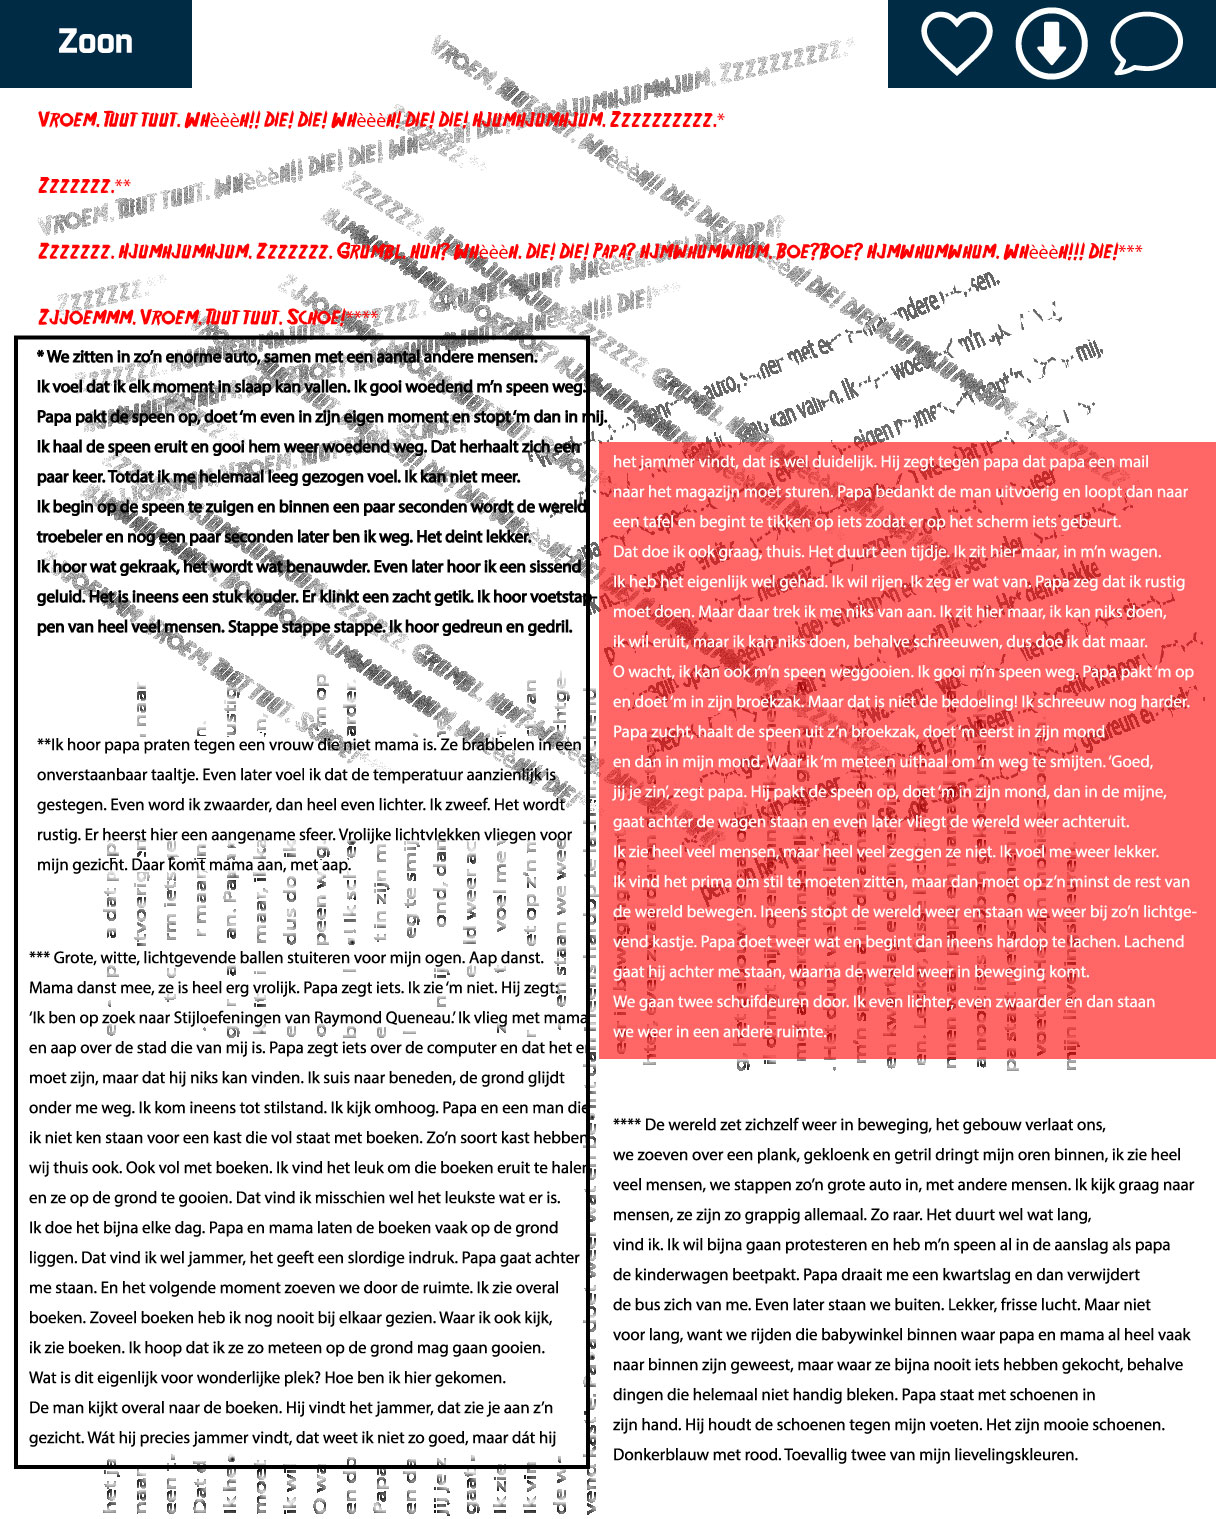 Zoon
VROEM. TUUT TUUT. WHèèèH!! DIE! DIE! WHèèèH! DIE! DIE! HJUMHJUMHJUM. ZZZZZZZZZZ.*
ZZZZZZZ.**
ZZZZZZZ. HJUMHJUMHJUM. ZZZZZZZ. GRUMBL. HUH? WHèèèH. DIE! DIE! PAPA? HJMWHUMWHUM. BOE?BOE? HJMWHUMWHUM. WHèèèH!!! DIE!***
ZJJOEMMM. VROEM. TUUT TUUT. SCHOE!****
* We zitten in zo’n enorme auto, samen met een aantal andere mensen.
Ik voel dat ik elk moment in slaap kan vallen. Ik gooi woedend m’n speen weg.
Papa pakt de speen op, doet ‘m even in zijn eigen moment en stopt ‘m dan in mij.
Ik haal de speen eruit en gooi hem weer woedend weg. Dat herhaalt zich een
paar keer. Totdat ik me helemaal leeg gezogen voel. Ik kan niet meer.
Ik begin op de speen te zuigen en binnen een paar seconden wordt de wereld
troebeler en nog een paar seconden later ben ik weg. Het deint lekker.
Ik hoor wat gekraak, het wordt wat benauwder. Even later hoor ik een sissend
geluid. Het is ineens een stuk kouder. Er klinkt een zacht getik. Ik hoor voetstap-
pen van heel veel mensen. Stappe stappe stappe. Ik hoor gedreun en gedril.
**Ik hoor papa praten tegen een vrouw die niet mama is. Ze brabbelen in een
onverstaanbaar taaltje. Even later voel ik dat de temperatuur aanzienlijk is
gestegen. Even word ik zwaarder, dan heel even lichter. Ik zweef. Het wordt
rustig. Er heerst hier een aangename sfeer. Vrolijke lichtvlekken vliegen voor
mijn gezicht. Daar komt mama aan, met aap.
*** Grote, witte, lichtgevende ballen stuiteren voor mijn ogen. Aap danst.
Mama danst mee, ze is heel erg vrolijk. Papa zegt iets. Ik zie ‘m niet. Hij zegt:
‘Ik ben op zoek naar Stijloefeningen van Raymond Queneau.’ Ik vlieg met mama
en aap over de stad die van mij is. Papa zegt iets over de computer en dat het er
moet zijn, maar dat hij niks kan vinden. Ik suis naar beneden, de grond glijdt
onder me weg. Ik kom ineens tot stilstand. Ik kijk omhoog. Papa en een man die
ik niet ken staan voor een kast die vol staat met boeken. Zo’n soort kast hebben
wij thuis ook. Ook vol met boeken. Ik vind het leuk om die boeken eruit te halen
en ze op de grond te gooien. Dat vind ik misschien wel het leukste wat er is.
Ik doe het bijna elke dag. Papa en mama laten de boeken vaak op de grond
liggen. Dat vind ik wel jammer, het geeft een slordige indruk. Papa gaat achter
me staan. En het volgende moment zoeven we door de ruimte. Ik zie overal
boeken. Zoveel boeken heb ik nog nooit bij elkaar gezien. Waar ik ook kijk,
ik zie boeken. Ik hoop dat ik ze zo meteen op de grond mag gaan gooien.
Wat is dit eigenlijk voor wonderlijke plek? Hoe ben ik hier gekomen.
De man kijkt overal naar de boeken. Hij vindt het jammer, dat zie je aan z’n
gezicht. Wát hij precies jammer vindt, dat weet ik niet zo goed, maar dát hij
het jammer vindt, dat is wel duidelijk. Hij zegt tegen papa dat papa een mail
naar het magazijn moet sturen. Papa bedankt de man uitvoerig en loopt dan naar
een tafel en begint te tikken op iets zodat er op het scherm iets gebeurt.
Dat doe ik ook graag, thuis. Het duurt een tijdje. Ik zit hier maar, in m’n wagen.
Ik heb het eigenlijk wel gehad. Ik wil rijen. Ik zeg er wat van. Papa zeg dat ik rustig
moet doen. Maar daar trek ik me niks van aan. Ik zit hier maar, ik kan niks doen,
ik wil eruit, maar ik kan niks doen, behalve schreeuwen, dus doe ik dat maar.
O wacht, ik kan ook m’n speen weggooien. Ik gooi m’n speen weg. Papa pakt ‘m op
en doet ‘m in zijn broekzak. Maar dat is niet de bedoeling! Ik schreeuw nog harder.
Papa zucht, haalt de speen uit z’n broekzak, doet ‘m eerst in zijn mond
en dan in mijn mond. Waar ik ‘m meteen uithaal om ‘m weg te smijten. ‘Goed,
jij je zin’, zegt papa. Hij pakt de speen op, doet ‘m in zijn mond, dan in de mijne,
gaat achter de wagen staan en even later vliegt de wereld weer achteruit.
Ik zie heel veel mensen, maar heel veel zeggen ze niet. Ik voel me weer lekker.
Ik vind het prima om stil te moeten zitten, maar dan moet op z’n minst de rest van
de wereld bewegen. Ineens stopt de wereld weer en staan we weer bij zo’n lichtge-
vend kastje. Papa doet weer wat en begint dan ineens hardop te lachen. Lachend
gaat hij achter me staan, waarna de wereld weer in beweging komt.
We gaan twee schuifdeuren door. Ik even lichter, even zwaarder en dan staan
we weer in een andere ruimte.
**** De wereld zet zichzelf weer in beweging, het gebouw verlaat ons,
we zoeven over een plank, gekloenk en getril dringt mijn oren binnen, ik zie heel
veel mensen, we stappen zo’n grote auto in, met andere mensen. Ik kijk graag naar
mensen, ze zijn zo grappig allemaal. Zo raar. Het duurt wel wat lang,
vind ik. Ik wil bijna gaan protesteren en heb m’n speen al in de aanslag als papa
de kinderwagen beetpakt. Papa draait me een kwartslag en dan verwijdert
de bus zich van me. Even later staan we buiten. Lekker, frisse lucht. Maar niet
voor lang, want we rijden die babywinkel binnen waar papa en mama al heel vaak
naar binnen zijn geweest, maar waar ze bijna nooit iets hebben gekocht, behalve
dingen die helemaal niet handig bleken. Papa staat met schoenen in
zijn hand. Hij houdt de schoenen tegen mijn voeten. Het zijn mooie schoenen.
Donkerblauw met rood. Toevallig twee van mijn lievelingskleuren.